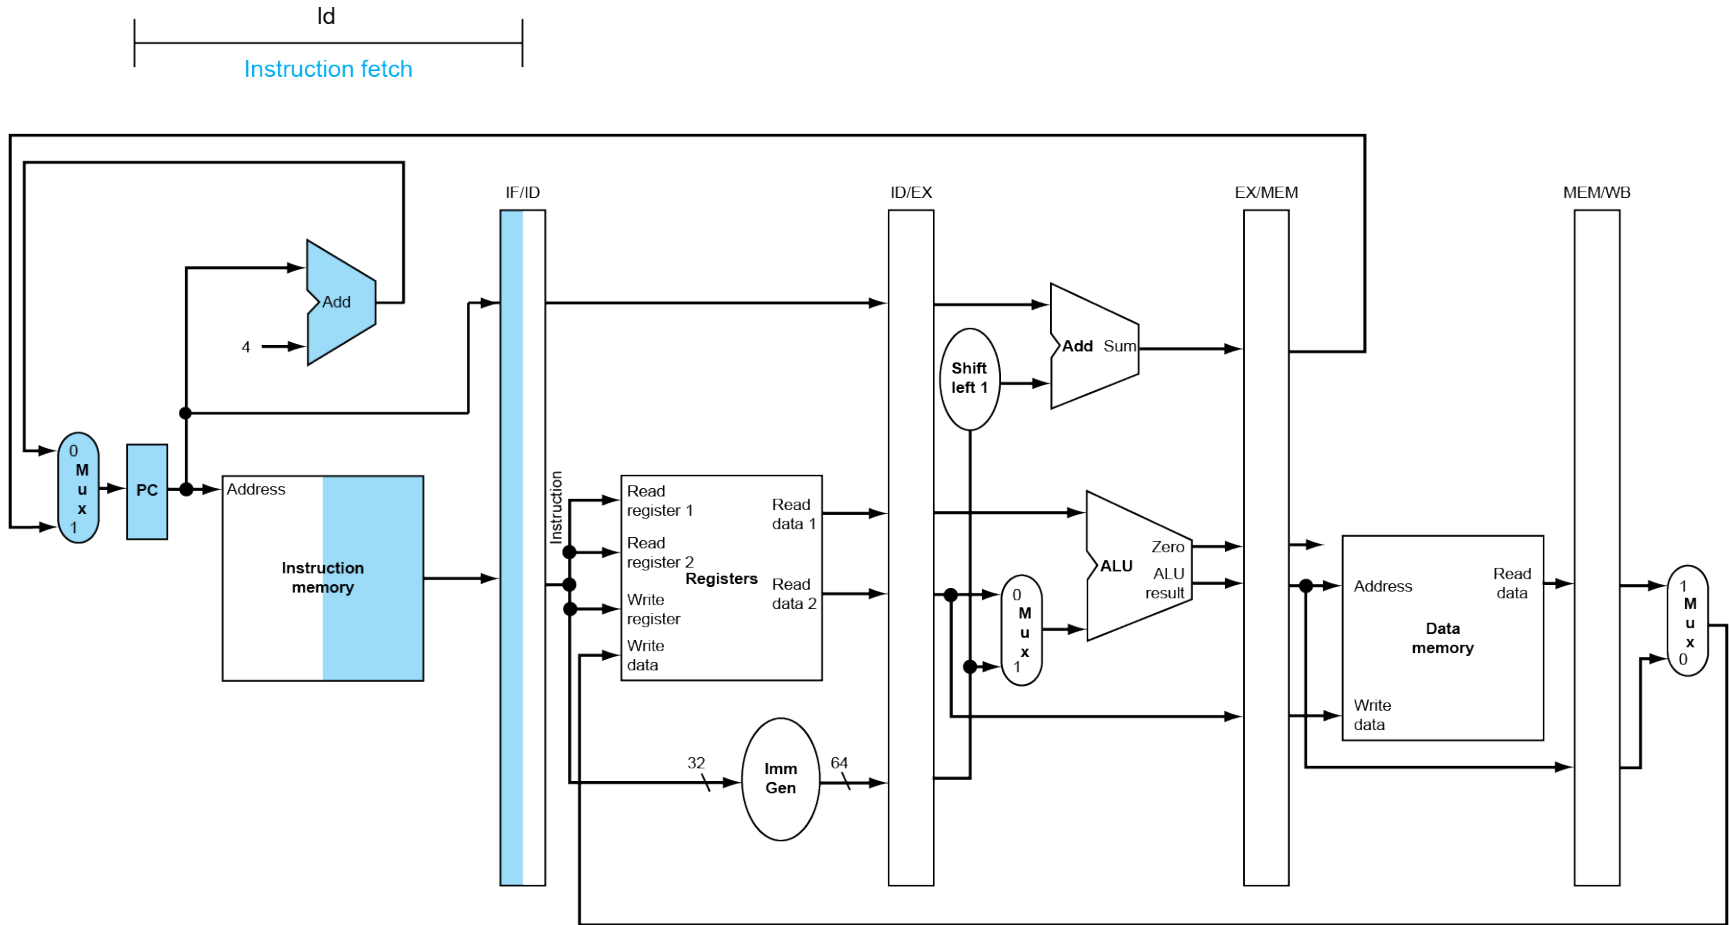 ld
Instruction fetch
IF/ID
ID/EX
EX/MEM
MEM/WB
Add
4
Add Sum
Shift
left 1
0
M
u
x
1
PC
Address
Instruction
memory
Instruction
Read
register 1
Read
register 2
Write
register
Write
data
Registers
Read
data 1
Read
data 2
0
M
u
x
1
Zero
ALU
ALU
result
Address
Read
data
Data
memory
Write
data
1
M
u
x
0
32
Imm
Gen
64